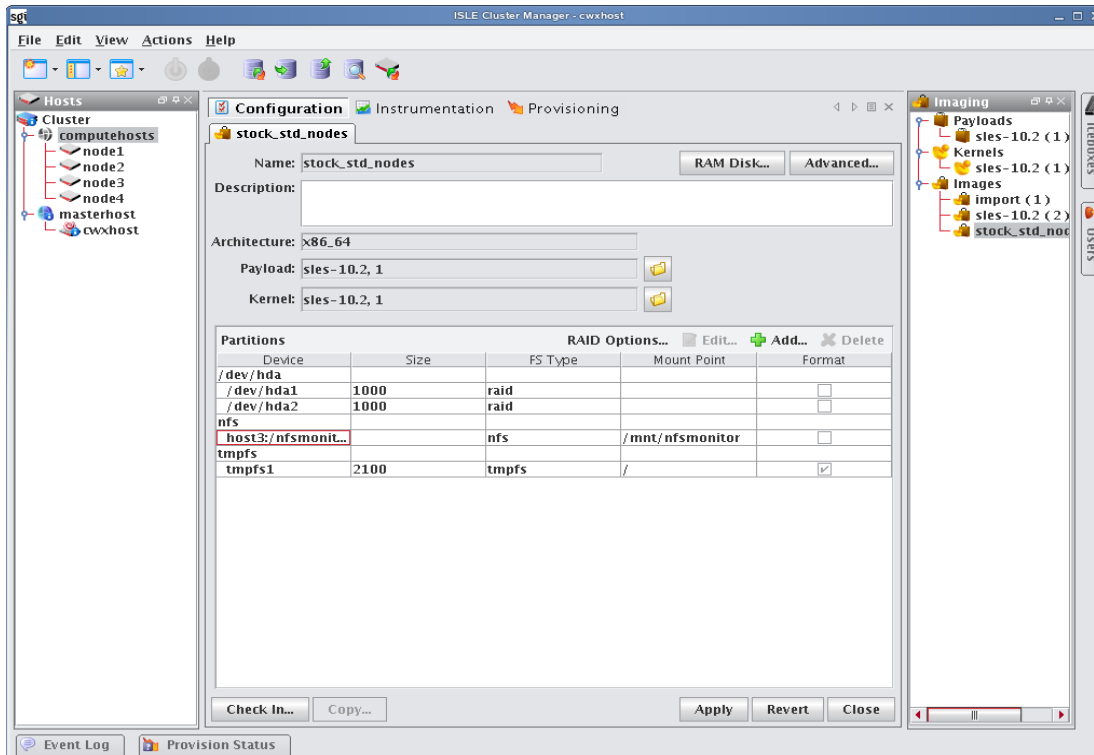 sgi ISLE Cluster Manager - cwxhost
File Edit View Actions Help
Hosts
Cluster
computehosts
node1
node2
node3
node4
masterhost
cwxhost
Configuration Instrumentation Provisioning
stock_std_nodes
Name: stock_std_nodes RAM Disk... Advanced...
Description:
Architecture: x86_64
Payload: sles-10.2, 1
Kernel: sles-10.2, 1
Partitions RAID Options... Edit... Add... Delete
Device Size FS Type Mount Point Format
/dev/hda
/dev/hda1 1000 raid
/dev/hda2 1000 raid
nfs
host3:/nfsmonit... nfs /mnt/nfsmonitor
tmpfs
tmpfs1 2100 tmpfs /
Check In... Copy... Apply Revert Close
Imaging
Payloads
sles-10.2 (1)
Kernels
sles-10.2 (1)
Images
import (1)
sles-10.2 (2)
stock_std_noc
Iceboxes
Users
Event Log Provision Status